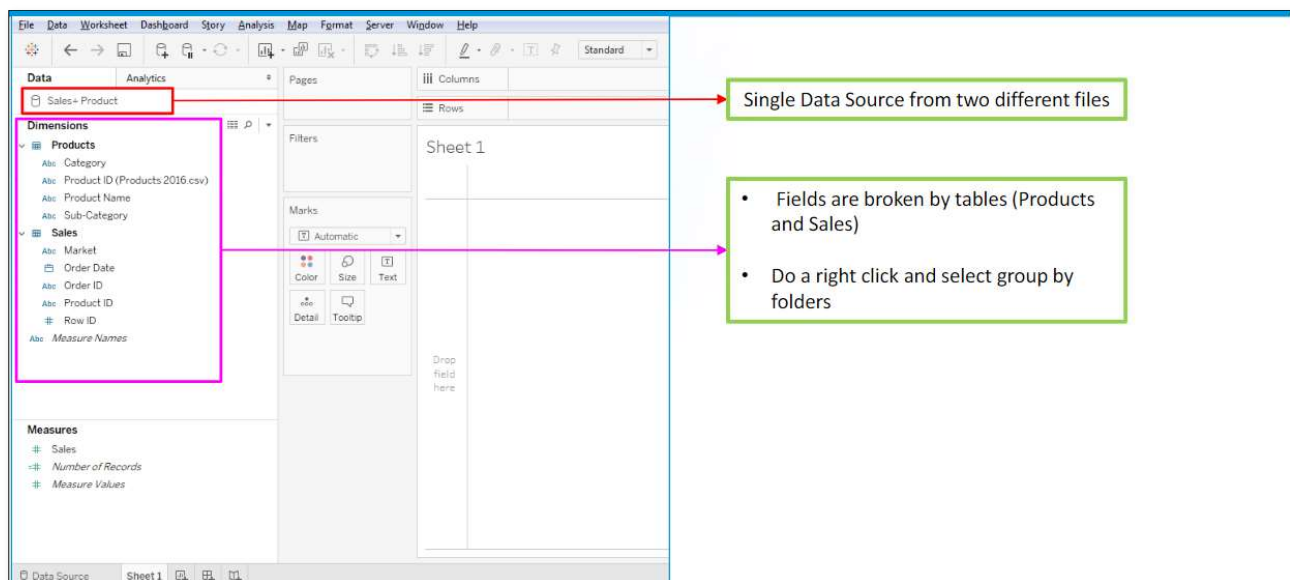 File Data Worksheet Dashboard Story Analysis Map Format Server Window Help
Standard
Data Analytics
Sales+ Product
Dimensions
Products
Abc Category
Abc Product ID (Products 2016.csv)
Abc Product Name
Abc Sub-Category
Sales
Abc Market
Order Date
Abc Order ID
Abc Product ID
# Row ID
Abc Measure Names
Measures
# Sales
=# Number of Records
# Measure Values
Pages
Filters
Marks
Automatic
Color Size Text
Detail Tooltip
Columns
Rows
Sheet 1
Drop
field
here
Data Source Sheet 1
Single Data Source from two different files
• Fields are broken by tables (Products
and Sales)
• Do a right click and select group by
folders